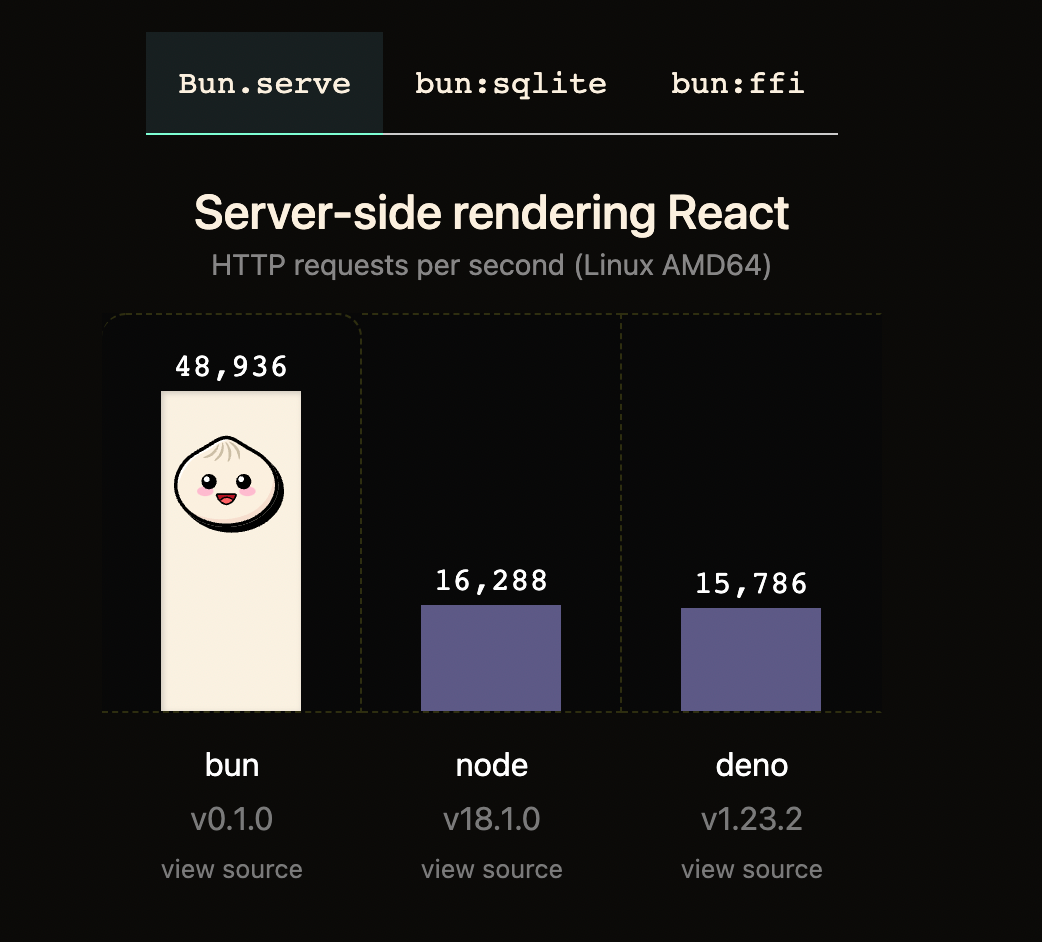 Bun.serve bun:sqlite bun:ffi
Server-side rendering React
HTTP requests per second (Linux AMD64)
48,936
16,288
15,786
bun node deno
v0.1.0 v18.1.0 v1.23.2
view source view source view source